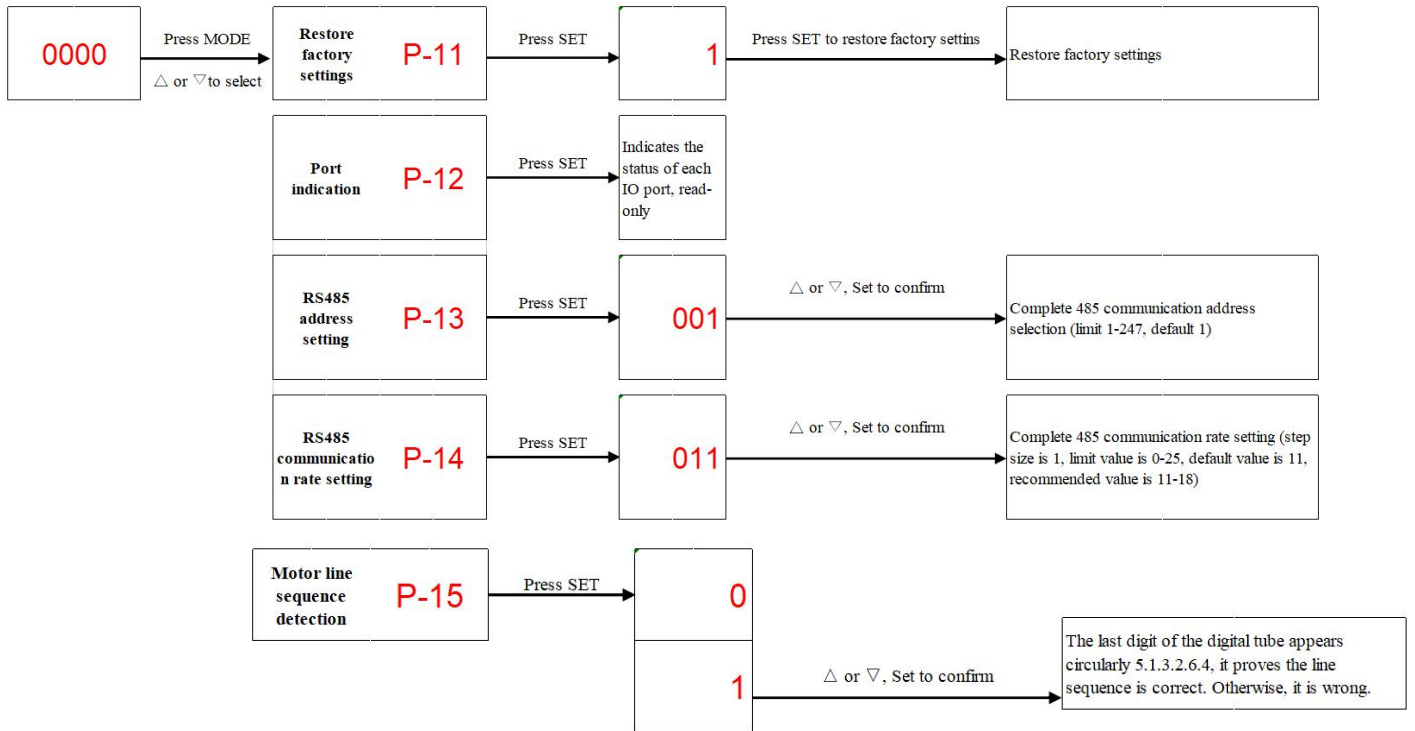 0000
Press MODE
△ or ▽to select
Restore
factory
settings
P-11
Press SET
1
Press SET to restore factory settins
Restore factory settings
Port
indication
P-12
Press SET
Indicates the
status of each
IO port, read-
only
RS485
address
setting
P-13
Press SET
001
△ or ▽, Set to confirm
Complete 485 communication address
selection (limit 1-247, default 1)
RS485
communicatio
n rate setting
P-14
Press SET
011
△ or ▽, Set to confirm
Complete 485 communication rate setting (step
size is 1, limit value is 0-25, default value is 11,
recommended value is 11-18)
Motor line
sequence
detection
P-15
Press SET
0
1
△ or ▽, Set to confirm
The last digit of the digital tube appears
circularly 5.1.3.2.6.4, it proves the line
sequence is correct. Otherwise, it is wrong.